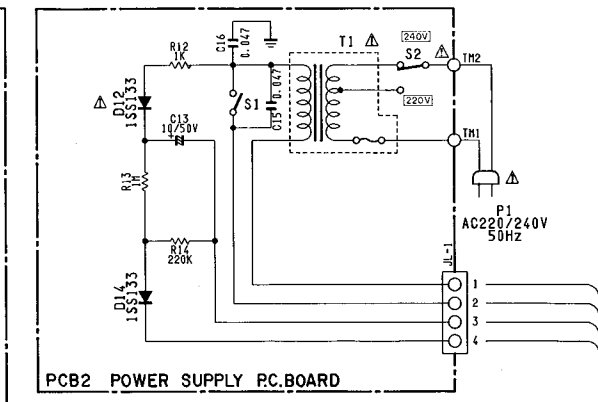 C16
0.047
R12
1K
T1
[240V]
S2
TM2
D12
1SS133
C13
+
10/50V
S1
C15
0.047
[220V]
TM1
R13
1M
P1
AC220/240V
50Hz
R14
220K
JL-1
D14
1SS133
1
2
3
4
PCB2 POWER SUPPLY P.C.BOARD